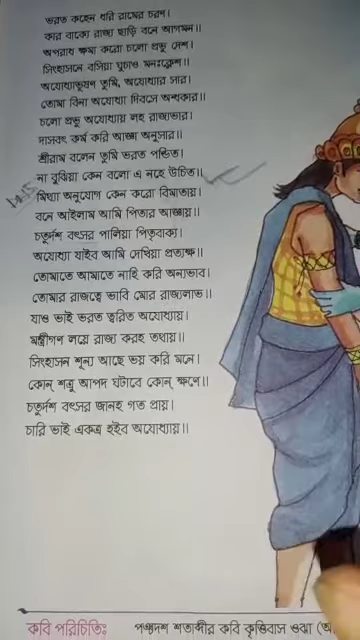 ভরত কহেন ধরি রামের চরণ।
কার বাক্যে রাজ্য ছাড়ি বনে আগমন।।
অপরাধ ক্ষমা করো চলো প্রভু দেশ।
সিংহাসনে বসিয়া ঘুচাও মনঃক্লেশ।।
অযোধ্যাভূষণ তুমি, অযোধ্যার সার।
তোমা বিনা অযোধ্যা দিবসে অন্ধকার।।
চলো প্রভু অযোধ্যায় লহ রাজ্যভার।
দাসবৎ কর্ম করি আজ্ঞা অনুসার।।
শ্রীরাম বলেন তুমি ভরত পণ্ডিত।
না বুঝিয়া কেন বলো এ নহে উচিত।।
মিথ্যা অনুযোগ কেন করো বিমাতায়।
বনে আইলাম আমি পিতার আজ্ঞায়।।
চতুর্দশ বৎসর পালিয়া পিতৃবাক্য।
অযোধ্যা যাইব আমি দেখিয়া প্রত্যক্ষ।।
তোমাতে আমাতে নাহি করি অন্যভাব।
তোমার রাজত্বে ভাবি মোর রাজ্যলাভ।।
যাও ভাই ভরত ত্বরিত অযোধ্যায়।
মন্ত্রীগণ লয়ে রাজ্য করহ তথায়।।
সিংহাসন শূন্য আছে ভয় করি মনে।
কোন্ শত্রু আপদ ঘটাবে কোন্ ক্ষণে।।
চতুর্দশ বৎসর জানহ গত প্রায়।
চারি ভাই একত্র হইব অযোধ্যায়।।
কবি পরিচিতিঃ পঞ্চদশ শতাব্দীর কবি কৃত্তিবাস ওঝা